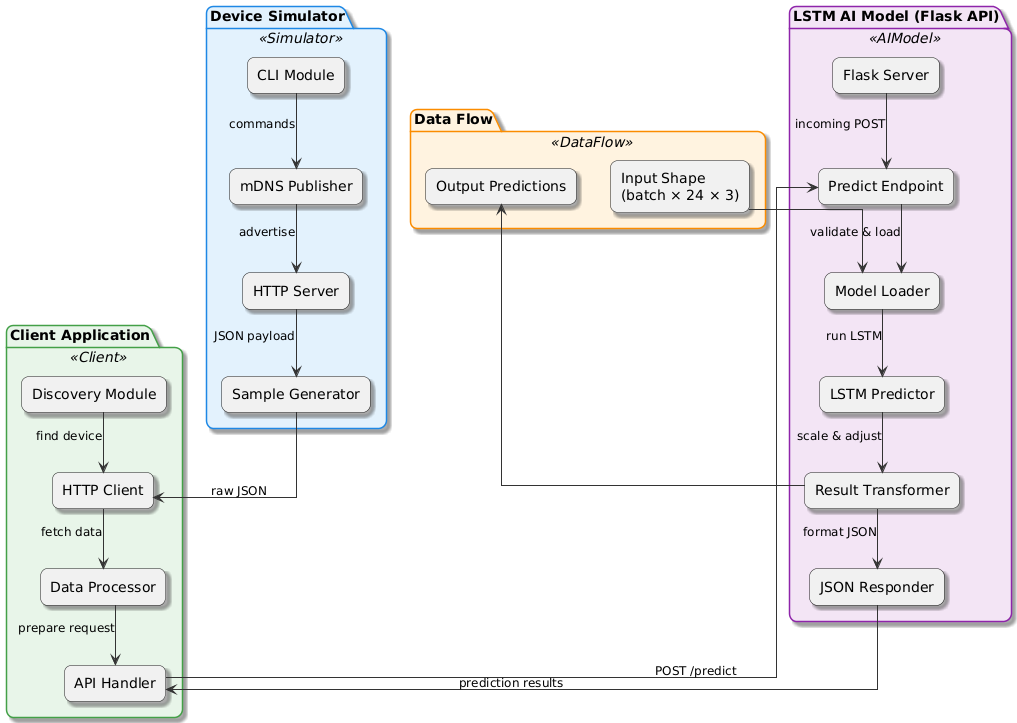 Device Simulator
«Simulator»
CLI Module
commands
mDNS Publisher
advertise
HTTP Server
JSON payload
Sample Generator
raw JSON
Client Application
«Client»
Discovery Module
find device
HTTP Client
fetch data
Data Processor
prepare request
API Handler
Data Flow
«DataFlow»
Output Predictions
Input Shape
(batch × 24 × 3)
LSTM AI Model (Flask API)
«AIModel»
Flask Server
incoming POST
Predict Endpoint
validate & load
Model Loader
run LSTM
LSTM Predictor
scale & adjust
Result Transformer
format JSON
JSON Responder
POST /predict
prediction results